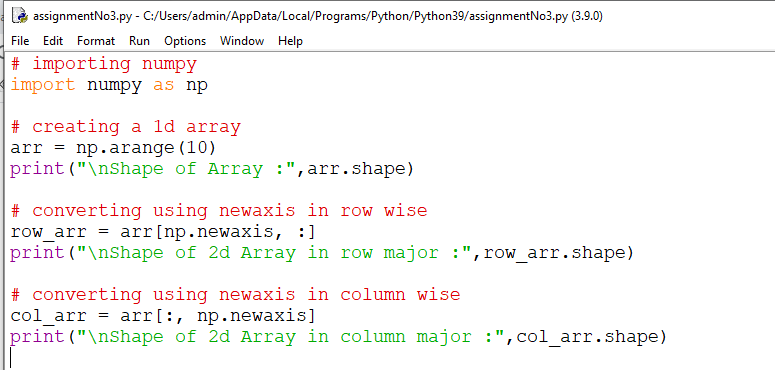 assignmentNo3.py - C:/Users/admin/AppData/Local/Programs/Python/Python39/assignmentNo3.py (3.9.0)
File Edit Format Run Options Window Help
# importing numpy
import numpy as np
# creating a 1d array
arr = np.arange(10)
print("\nShape of Array :",arr.shape)
# converting using newaxis in row wise
row_arr = arr[np.newaxis, :]
print("\nShape of 2d Array in row major :",row_arr.shape)
# converting using newaxis in column wise
col_arr = arr[:, np.newaxis]
print("\nShape of 2d Array in column major :",col_arr.shape)